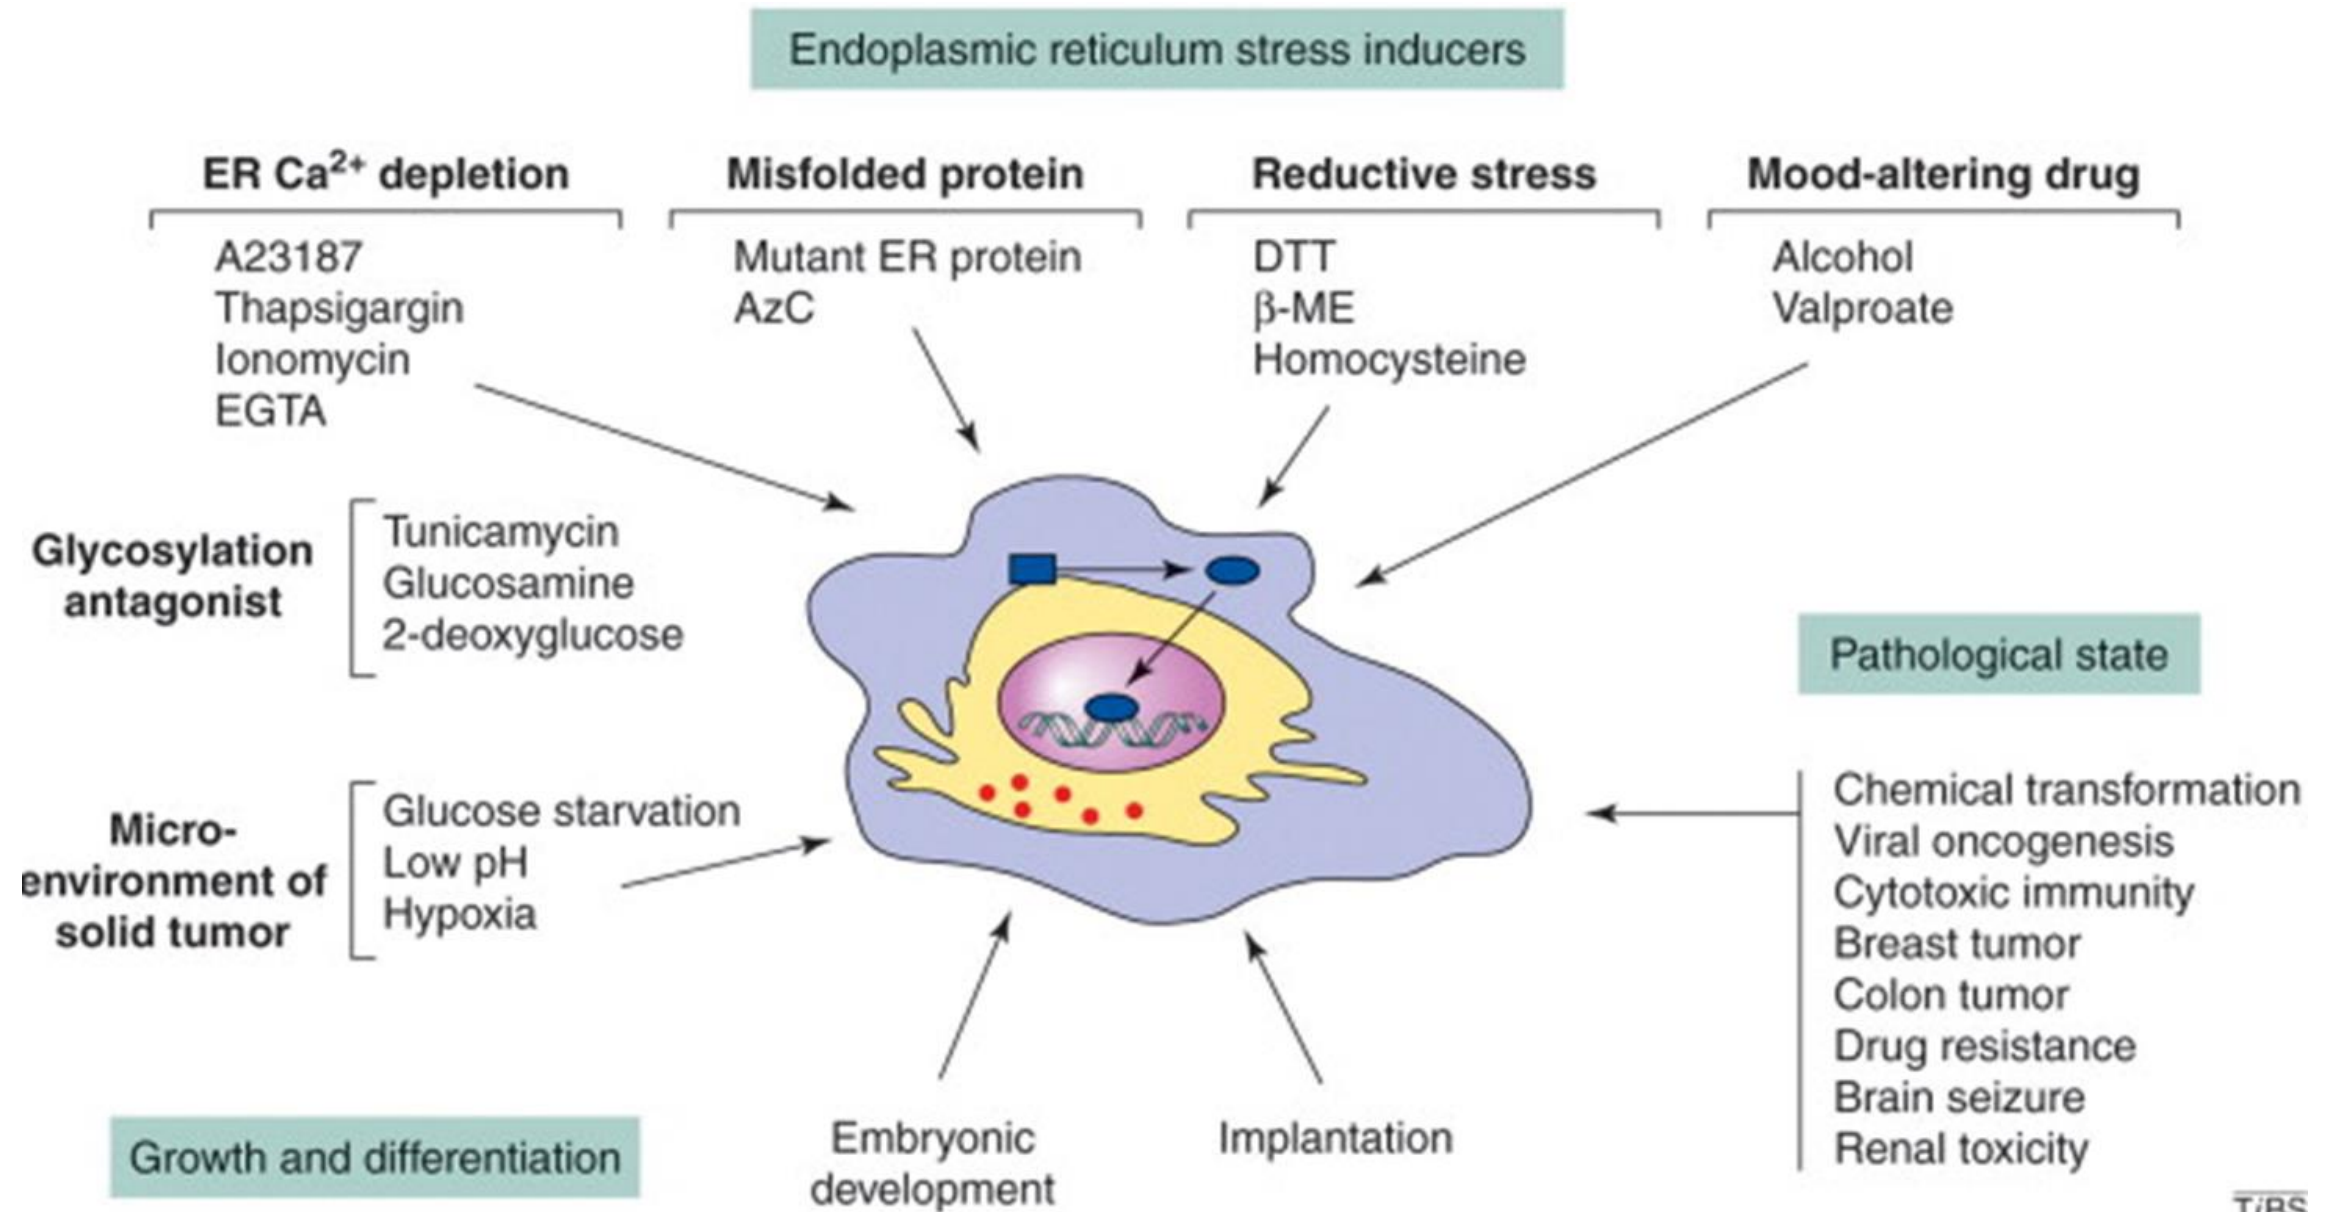 Endoplasmic reticulum stress inducers
ER Ca2+ depletion
A23187
Thapsigargin
Ionomycin
EGTA
Misfolded protein
Mutant ER protein
AzC
Reductive stress
DTT
β-ME
Homocysteine
Mood-altering drug
Alcohol
Valproate
Glycosylation
antagonist
Tunicamycin
Glucosamine
2-deoxyglucose
Micro-
environment of
solid tumor
Glucose starvation
Low pH
Hypoxia
Pathological state
Chemical transformation
Viral oncogenesis
Cytotoxic immunity
Breast tumor
Colon tumor
Drug resistance
Brain seizure
Renal toxicity
Growth and differentiation
Embryonic
development
Implantation
TiBS